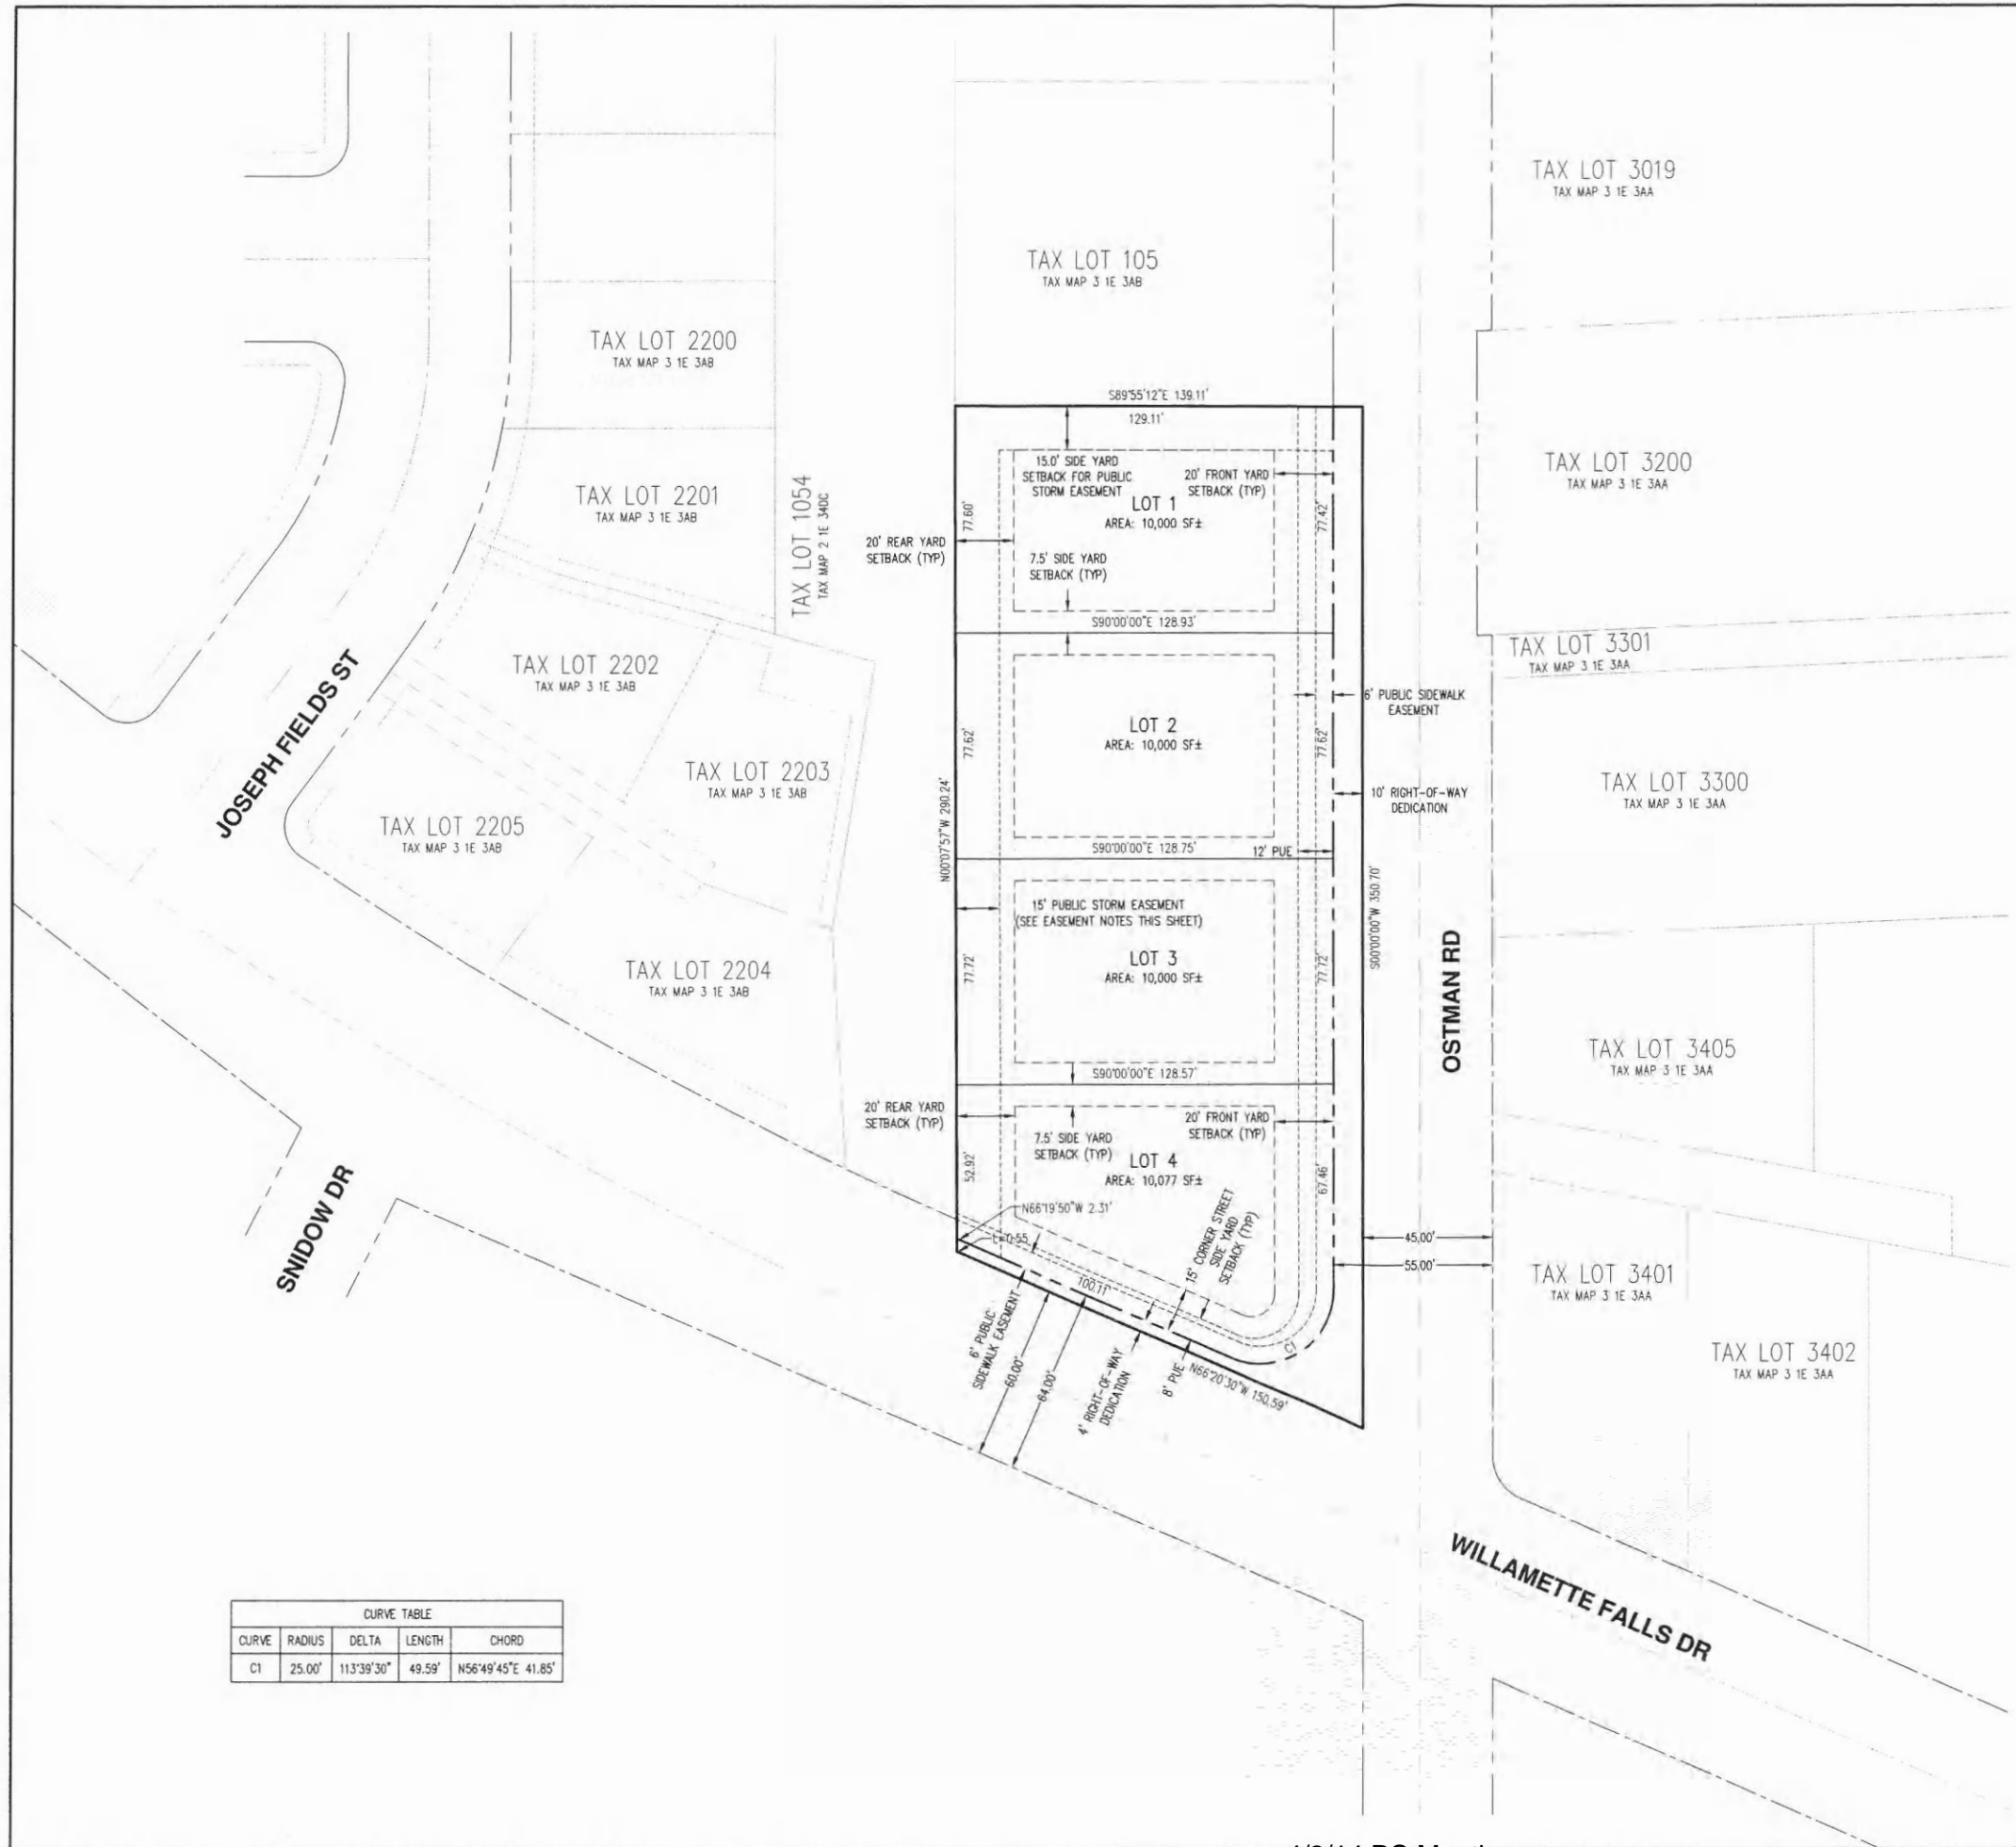 TAX LOT 3019
TAX MAP 3 1E 3AA
TAX LOT 105
TAX MAP 3 1E 3AB
TAX LOT 2200
TAX MAP 3 1E 3AB
TAX LOT 2201
TAX MAP 3 1E 3AB
TAX LOT 1054
TAX MAP 2 1E 34DC
TAX LOT 3200
TAX MAP 3 1E 3AA
S89°55'12"E 139.11'
129.11'
15.0' SIDE YARD
SETBACK FOR PUBLIC
STORM EASEMENT
20' FRONT YARD
SETBACK (TYP)
LOT 1
AREA: 10,000 SF±
77.60'
77.42'
20' REAR YARD
SETBACK (TYP)
7.5' SIDE YARD
SETBACK (TYP)
S90°00'00"E 128.93'
TAX LOT 2202
TAX MAP 3 1E 3AB
TAX LOT 3301
TAX MAP 3 1E 3AA
6' PUBLIC SIDEWALK
EASEMENT
LOT 2
AREA: 10,000 SF±
77.62'
77.62'
JOSEPH FIELDS ST
TAX LOT 2203
TAX MAP 3 1E 3AB
TAX LOT 3300
TAX MAP 3 1E 3AA
10' RIGHT-OF-WAY
DEDICATION
TAX LOT 2205
TAX MAP 3 1E 3AB
N00°07'57"W 290.24'
S90°00'00"E 128.75'
12' PUE
S00°00'00"W 350.70'
15' PUBLIC STORM EASEMENT
(SEE EASEMENT NOTES THIS SHEET)
LOT 3
AREA: 10,000 SF±
77.72'
77.72'
TAX LOT 2204
TAX MAP 3 1E 3AB
OSTMAN RD
TAX LOT 3405
TAX MAP 3 1E 3AA
S90°00'00"E 128.57'
20' REAR YARD
SETBACK (TYP)
20' FRONT YARD
SETBACK (TYP)
7.5' SIDE YARD
SETBACK (TYP)
LOT 4
AREA: 10,077 SF±
52.92'
67.46'
N66°19'50"W 2.31'
L=0.55
15' CORNER STREET
SIDE YARD
SETBACK (TYP)
SNIDOW DR
45.00'
55.00'
TAX LOT 3401
TAX MAP 3 1E 3AA
100.11'
6' PUBLIC
SIDEWALK EASEMENT
60.00'
64.00'
4' RIGHT-OF-WAY
DEDICATION
8' PUE
N66°20'30"W 150.59'
C1
TAX LOT 3402
TAX MAP 3 1E 3AA
WILLAMETTE FALLS DR
CURVE TABLE
CURVE RADIUS DELTA LENGTH CHORD
C1 25.00' 113°39'30" 49.59' N56°49'45"E 41.85'